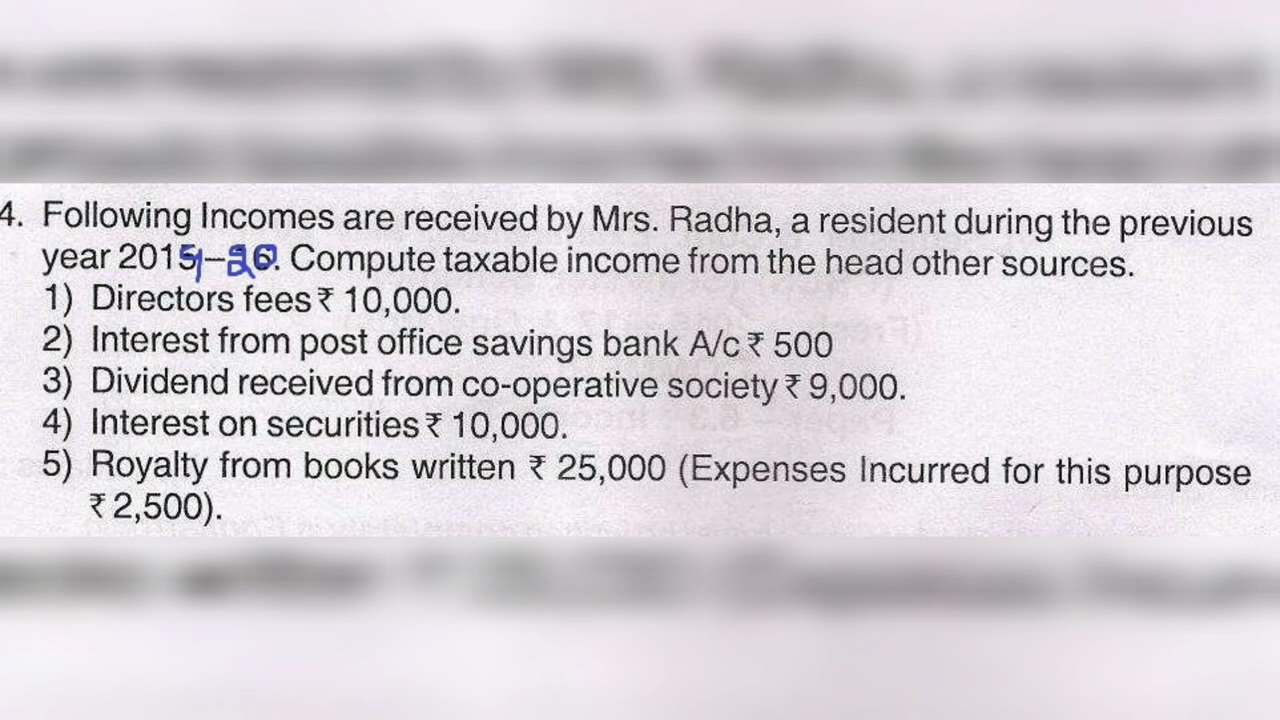 4. Following Incomes are received by Mrs. Radha, a resident during the previous
year 2019–20. Compute taxable income from the head other sources.
1) Directors fees ₹ 10,000.
2) Interest from post office savings bank A/c ₹ 500
3) Dividend received from co-operative society ₹ 9,000.
4) Interest on securities ₹ 10,000.
5) Royalty from books written ₹ 25,000 (Expenses Incurred for this purpose
₹ 2,500).